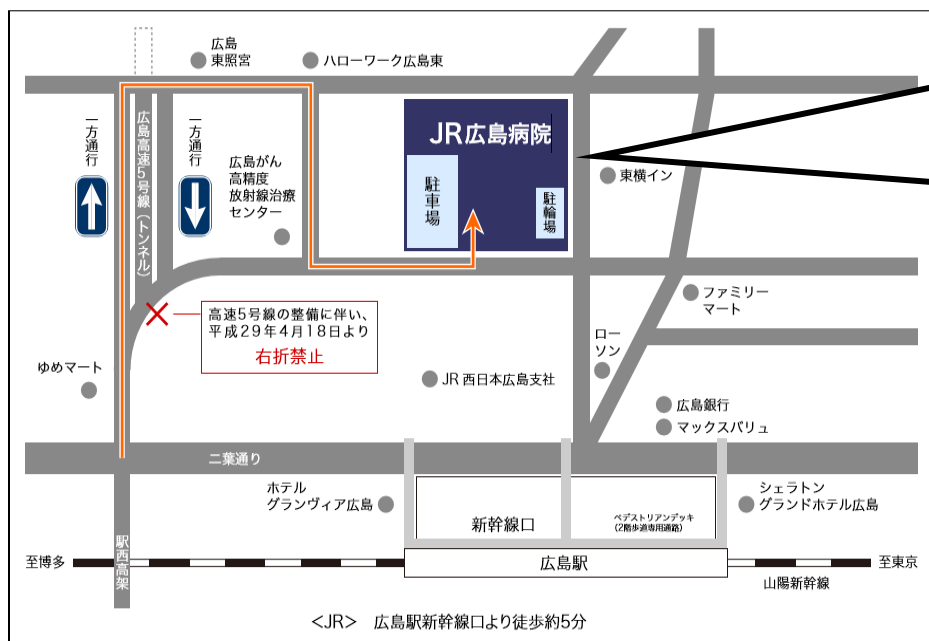 広島
東照宮
ハローワーク広島東
一方通行
広島高速5号線(トンネル)
一方通行
広島がん
高精度
放射線治療
センター
JR広島病院
駐車場
駐輪場
東横イン
高速5号線の整備に伴い、
平成29年4月18日より
右折禁止
ファミリー
マート
ロー
ソン
ゆめマート
JR西日本広島支社
広島銀行
マックスバリュ
二葉通り
ホテル
グランヴィア広島
シェラトン
グランドホテル広島
新幹線口
ペデストリアンデッキ
(2階歩道専用通路)
駅西高架
至博多
広島駅
至東京
山陽新幹線
<JR> 広島駅新幹線口より徒歩約5分